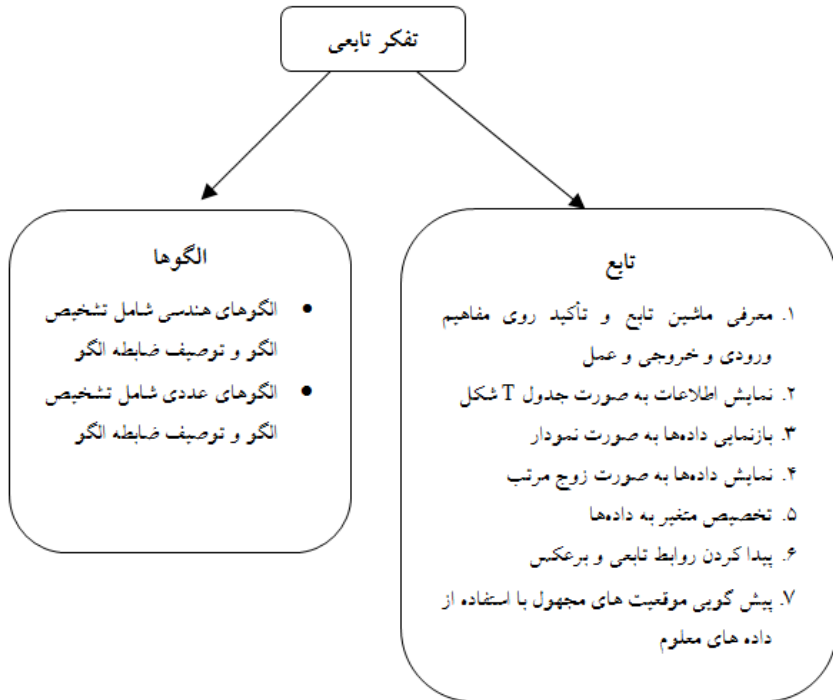 تفکر تابعی
الگوها
• الگوهای هندسی شامل تشخیص
الگو و توصیف ضابطه الگو
• الگوهای عددی شامل تشخیص
الگو و توصیف ضابطه الگو
تابع
۱. معرفی ماشین تابع و تأکید روی مفاهیم
ورودی و خروجی و عمل
۲. نمایش اطلاعات به صورت جدول T شکل
۳. بازنمایی داده‌ها به صورت نمودار
۴. نمایش داده‌ها به صورت زوج مرتب
۵. تخصیص متغیر به داده‌ها
۶. پیدا کردن روابط تابعی و برعکس
۷. پیش گویی موقعیت های مجهول با استفاده از
داده های معلوم